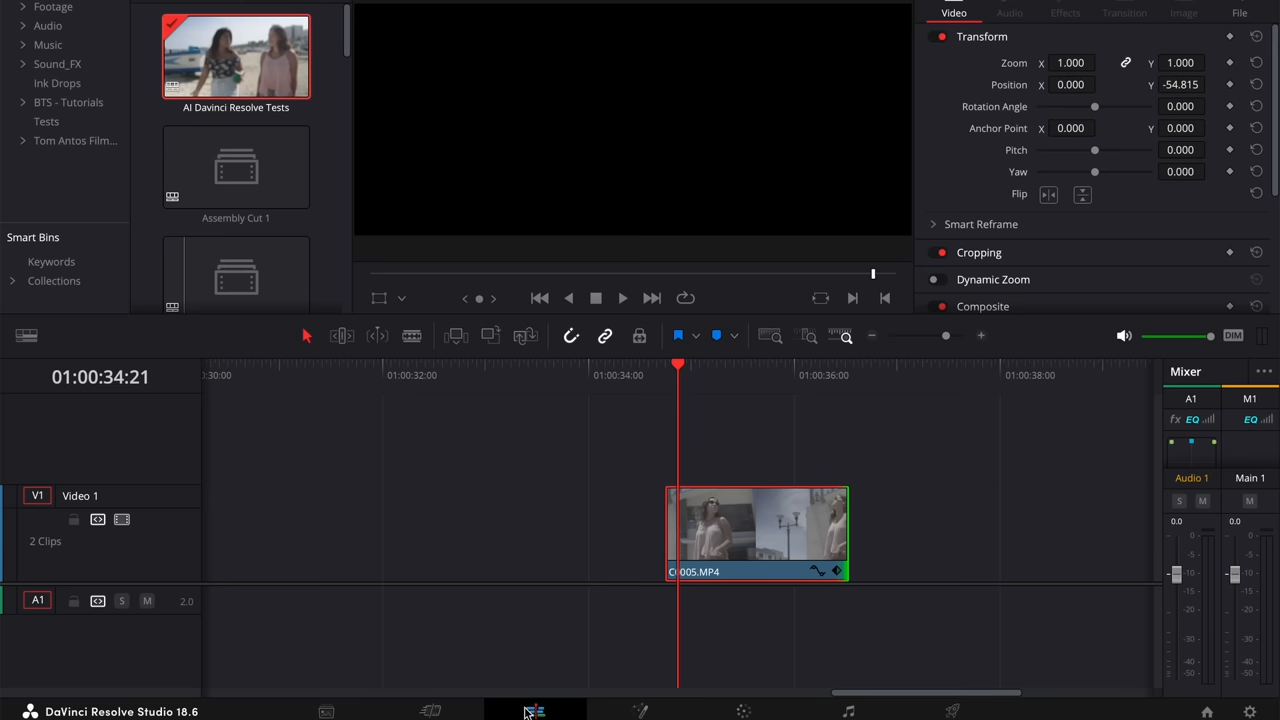 Footage
Audio
Music
Sound_FX
Ink Drops
BTS - Tutorials
Tests
Tom Antos Film...
Smart Bins
Keywords
Collections
AI Davinci Resolve Tests
Assembly Cut 1
Video
Audio
Effects
Transition
Image
File
Transform
Zoom X 1.000 Y 1.000
Position X 0.000 Y -54.815
Rotation Angle 0.000
Anchor Point X 0.000 Y 0.000
Pitch 0.000
Yaw 0.000
Flip
Smart Reframe
Cropping
Dynamic Zoom
Composite
DIM
01:00:34:21
:30:00
01:00:32:00
01:00:34:00
01:00:36:00
01:00:38:00
V1 Video 1
2 Clips
A1 S M 2.0
C0005.MP4
Mixer
A1 M1
fx EQ EQ
Audio 1 Main 1
S M M
0.0 0.0
0 0
-5 -5
-10 -10
-15 -15
-20 -20
-30 -30
-40 -40
-50 -50
DaVinci Resolve Studio 18.6